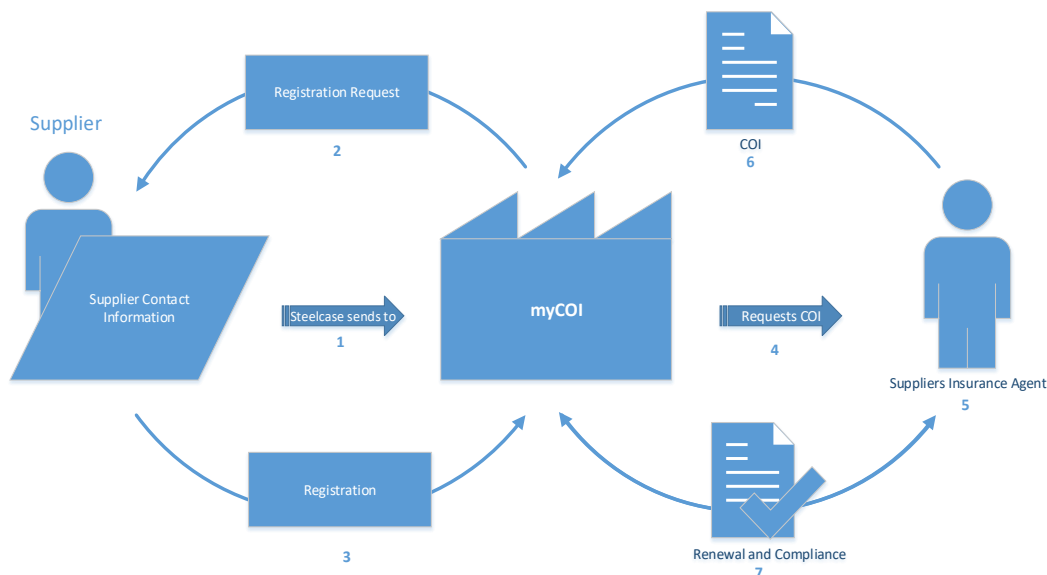 Registration Request
2
Supplier
COI
6
Supplier Contact
Information
Steelcase sends to
1
myCOI
Requests COI
4
Suppliers Insurance Agent
5
Registration
3
Renewal and Compliance
7